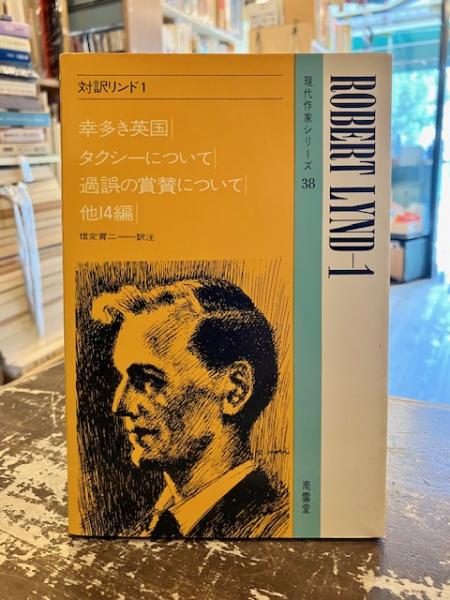 対訳リンド1
幸多き英国
タクシーについて
過誤の賞賛について
他14編
信定育二──訳注
現代作家シリーズ 38
南雲堂
ROBERT LYND-1